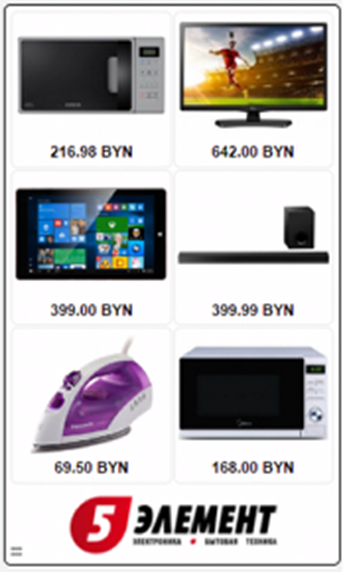 216.98 BYN
642.00 BYN
399.00 BYN
399.99 BYN
69.50 BYN
168.00 BYN
5 ЭЛЕМЕНТ
ЭЛЕКТРОНИКА • БЫТОВАЯ ТЕХНИКА